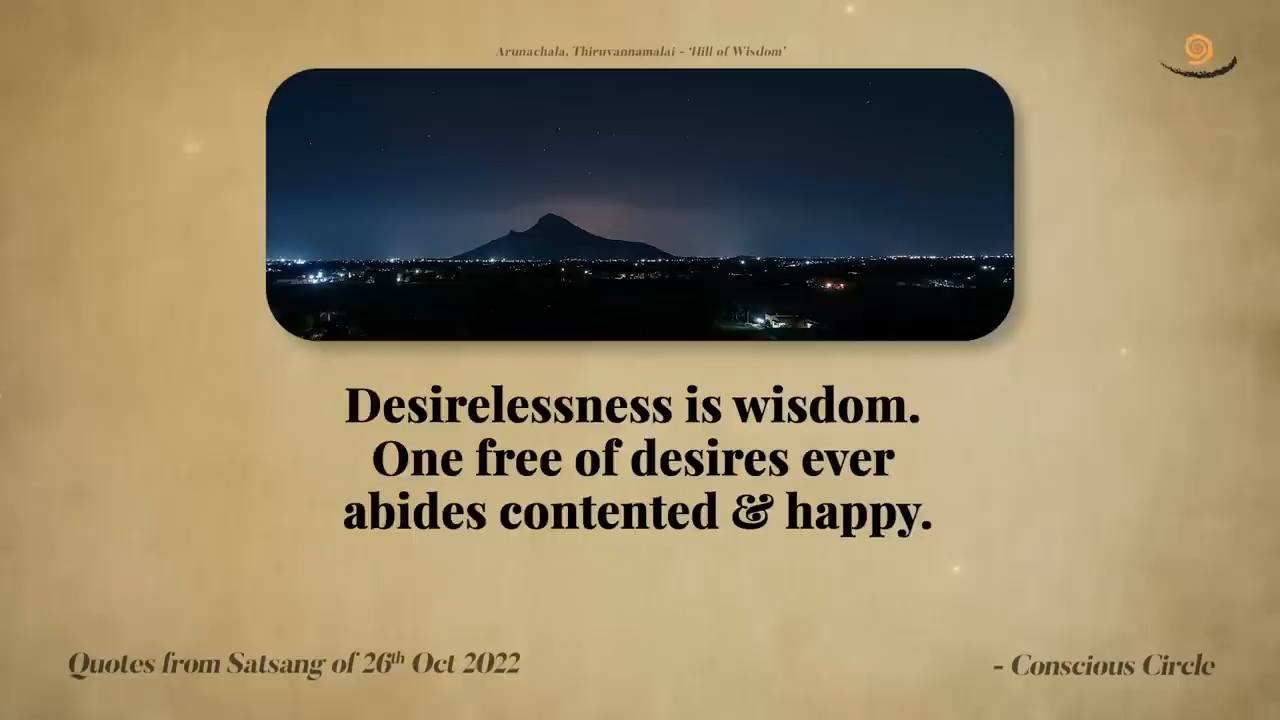 Arunachala, Thiruvannamalai - 'Hill of Wisdom'
Desirelessness is wisdom.
One free of desires ever
abides contented & happy.
Quotes from Satsang of 26th Oct 2022
- Conscious Circle